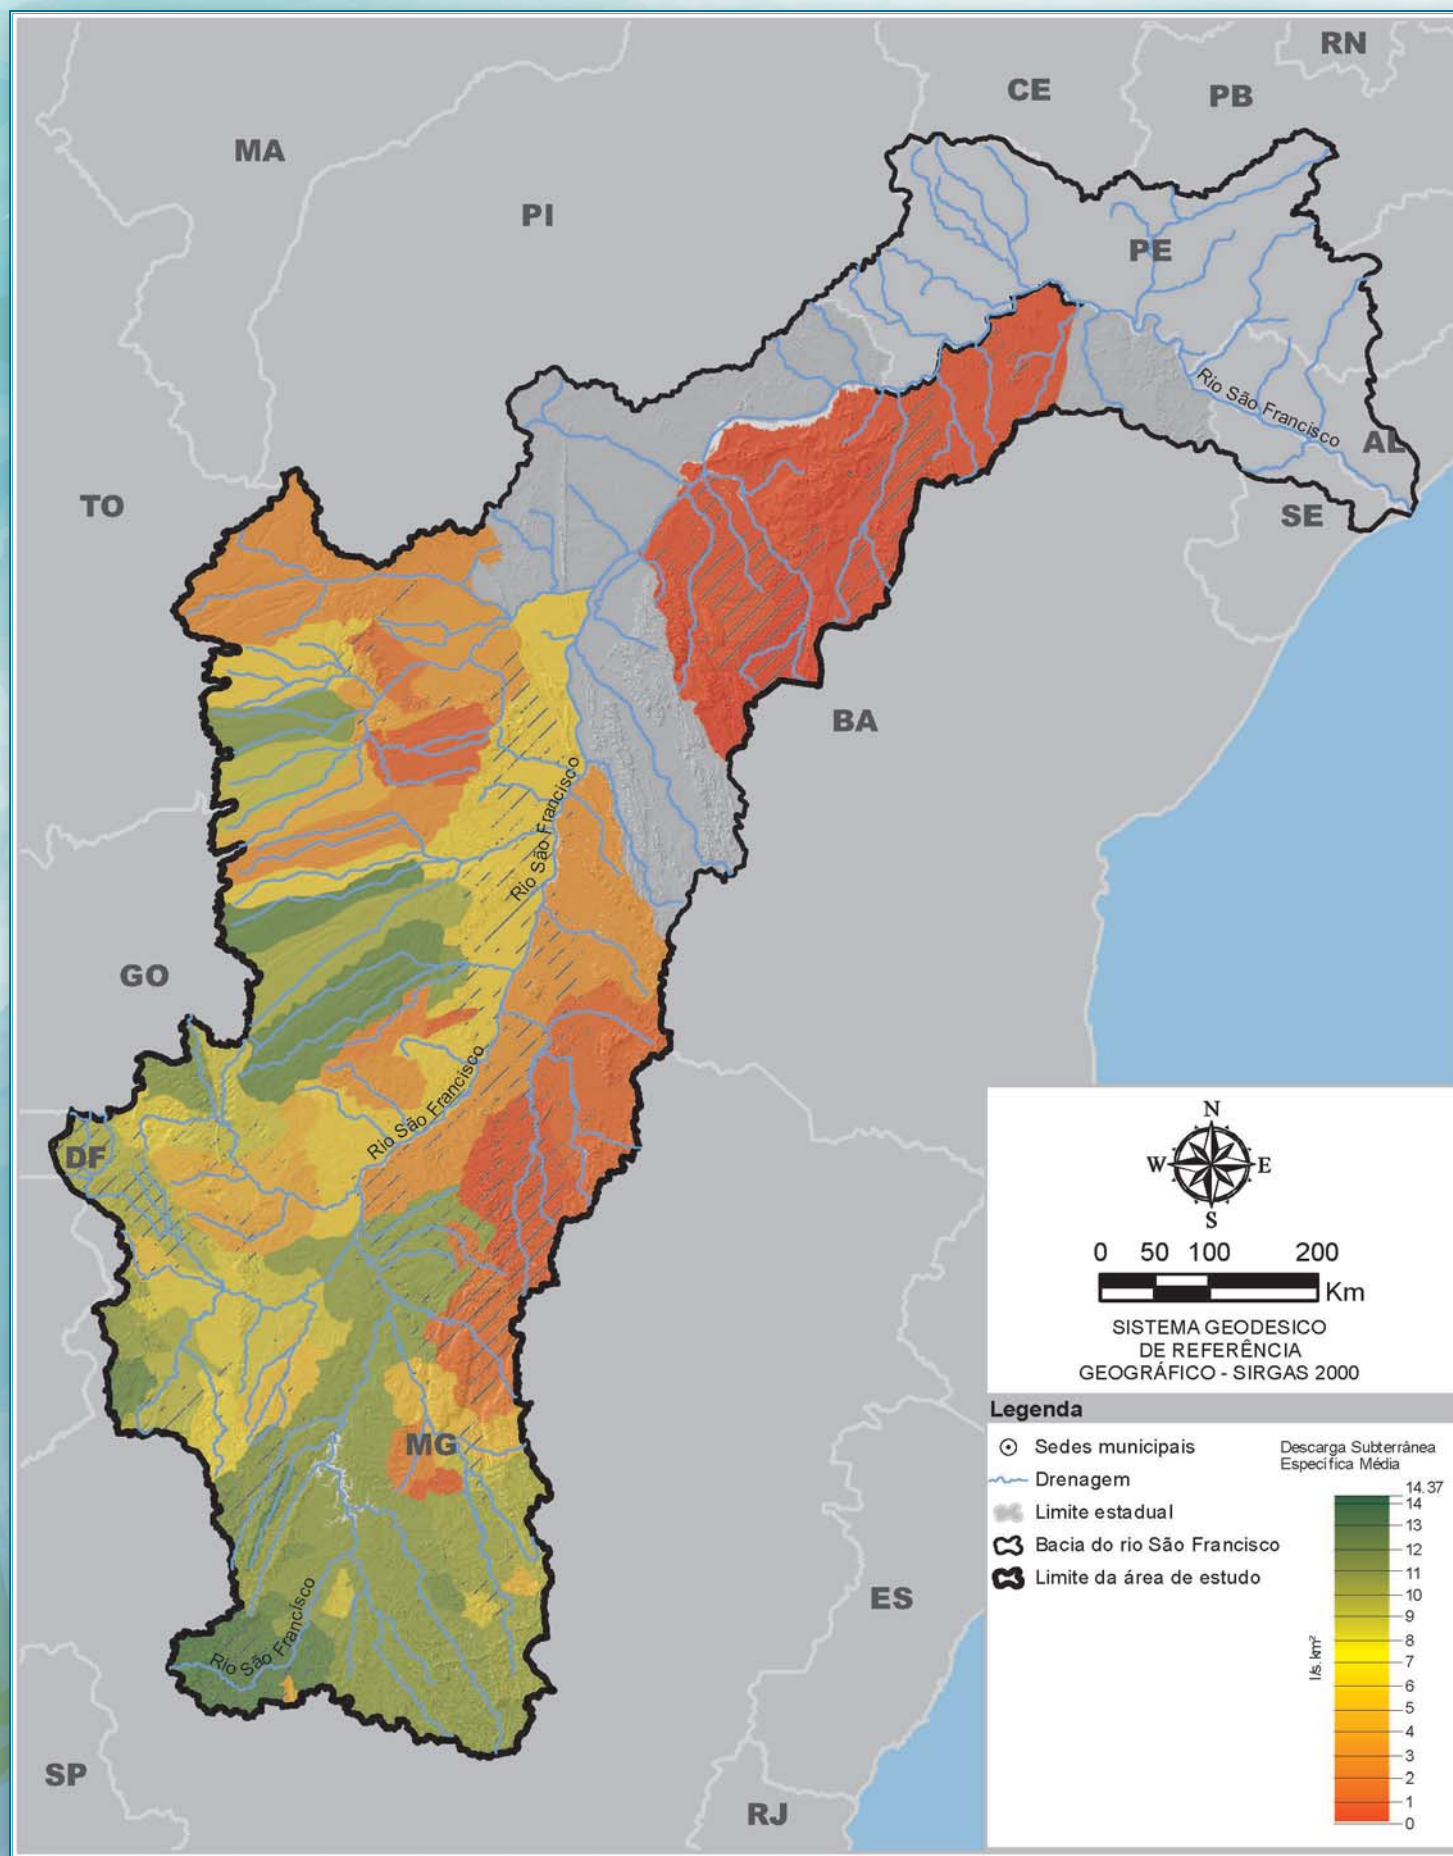 RN
CE
PB
MA
PI
PE
Rio São Francisco
AL
TO
SE
BA
Rio São Francisco
GO
Rio São Francisco
DF
MG
ES
Rio São Francisco
SP
RJ
N
W E
S
0 50 100 200
Km
SISTEMA GEODESICO
DE REFERÊNCIA
GEOGRÁFICO - SIRGAS 2000
Legenda
Sedes municipais
Drenagem
Limite estadual
Bacia do rio São Francisco
Limite da área de estudo
Descarga Subterrânea
Específica Média
l/s.km²
14.37
14
13
12
11
10
9
8
7
6
5
4
3
2
1
0